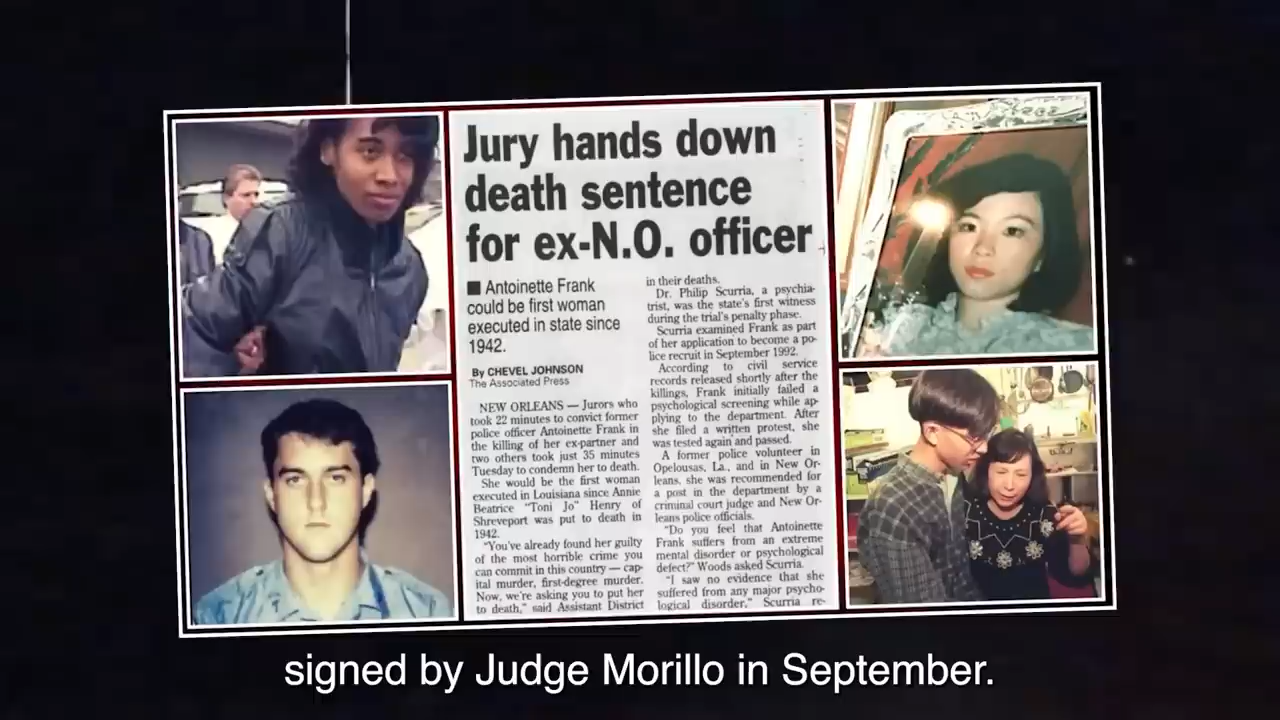 Jury hands down
death sentence
for ex-N.O. officer
■ Antoinette Frank
could be first woman
executed in state since
1942.
By CHEVEL JOHNSON
The Associated Press
NEW ORLEANS — Jurors who
took 22 minutes to convict former
police officer Antoinette Frank in
the killing of her ex-partner and
two others took just 35 minutes
Tuesday to condemn her to death.
She would be the first woman
executed in Louisiana since Annie
Beatrice "Toni Jo" Henry of
Shreveport was put to death in
1942.
"You've already found her guilty
of the most horrible crime you
can commit in this country — cap-
ital murder, first-degree murder.
Now, we're asking you to put her
to death," said Assistant District
in their deaths.
Dr. Philip Scurria, a psychia-
trist, was the state's first witness
during the trial's penalty phase.
Scurria examined Frank as part
of her application to become a po-
lice recruit in September 1992.
According to civil service
records released shortly after the
killings, Frank initially failed a
psychological screening while ap-
plying to the department. After
she filed a written protest, she
was tested again and passed.
A former police volunteer in
Opelousas, La., and in New Or-
leans, she was recommended for
a post in the department by a
criminal court judge and New Or-
leans police officials.
"Do you feel that Antoinette
Frank suffers from an extreme
mental disorder or psychological
defect?" Woods asked Scurria.
"I saw no evidence that she
suffered from any major psycho-
logical disorder," Scurria re-
signed by Judge Morillo in September.